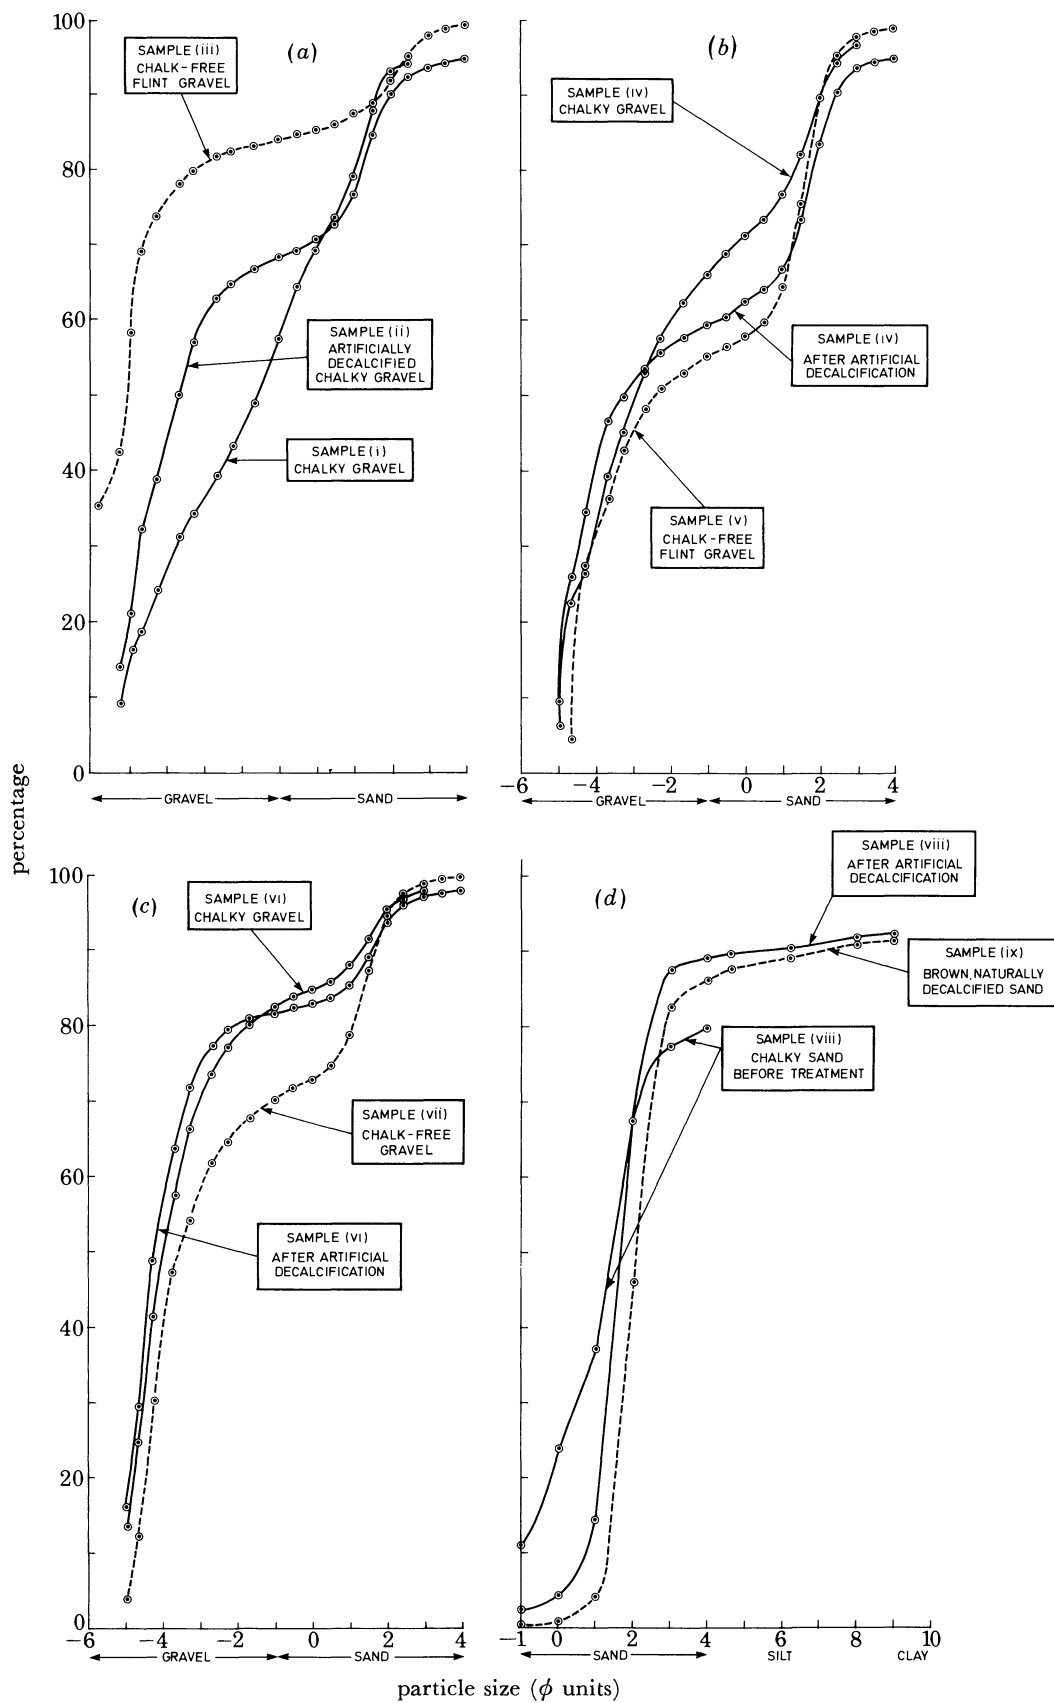 100
80
60
40
20
0
(a)
SAMPLE (iii)
CHALK-FREE
FLINT GRAVEL
SAMPLE (ii)
ARTIFICIALLY
DECALCIFIED
CHALKY GRAVEL
SAMPLE (i)
CHALKY GRAVEL
GRAVEL
SAND
(b)
SAMPLE (iv)
CHALKY GRAVEL
SAMPLE (iv)
AFTER ARTIFICIAL
DECALCIFICATION
SAMPLE (v)
CHALK-FREE
FLINT GRAVEL
−6 −4 −2 0 2 4
GRAVEL
SAND
percentage
100
80
60
40
20
0
(c)
SAMPLE (vi)
CHALKY GRAVEL
SAMPLE (vii)
CHALK-FREE
GRAVEL
SAMPLE (vi)
AFTER ARTIFICIAL
DECALCIFICATION
−6 −4 −2 0 2 4
GRAVEL
SAND
(d)
SAMPLE (viii)
AFTER ARTIFICIAL
DECALCIFICATION
SAMPLE (ix)
BROWN, NATURALLY
DECALCIFIED SAND
SAMPLE (viii)
CHALKY SAND
BEFORE TREATMENT
−1 0 2 4 6 8 10
SAND
SILT
CLAY
particle size (ϕ units)